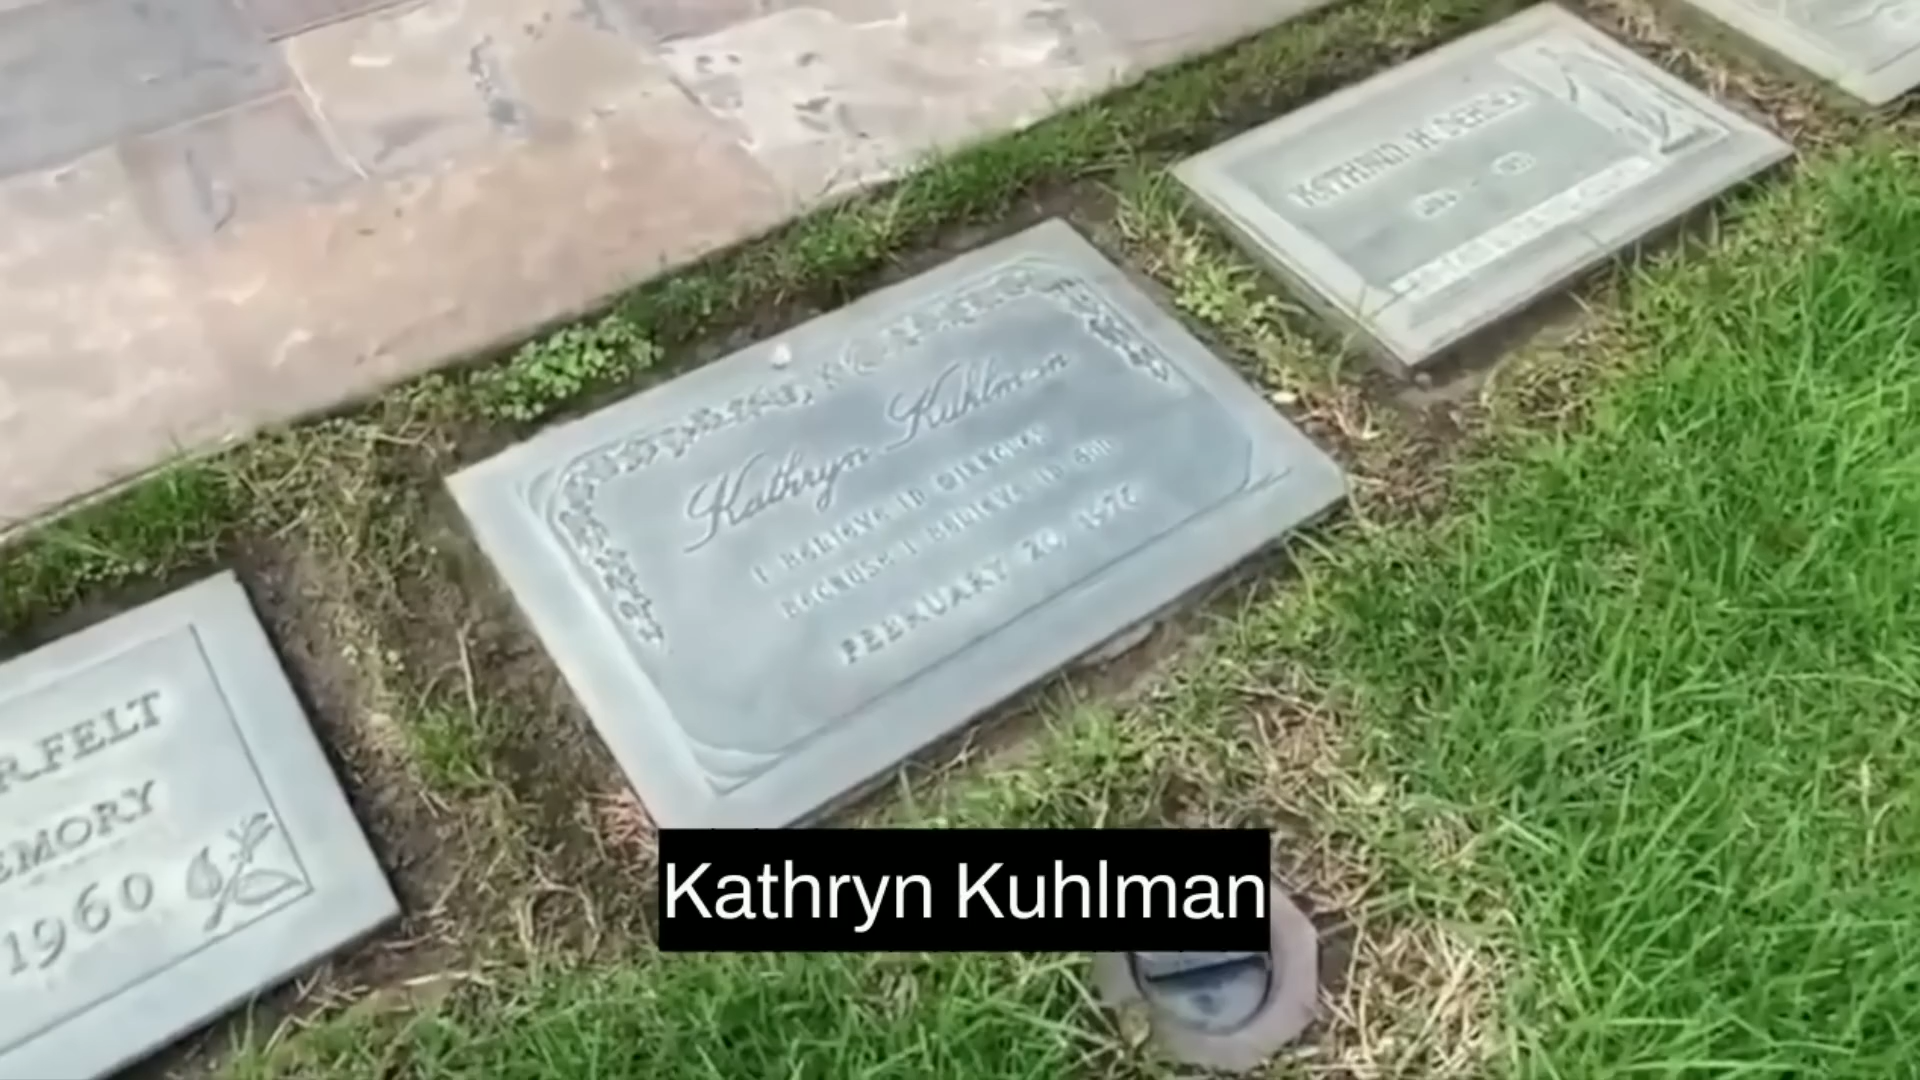 Kathryn Kuhlman
I BELIEVE IN MIRACLES
BECAUSE I BELIEVE IN GOD
FEBRUARY 20, 1976
R. FELT
EMORY
1960
Kathryn Kuhlman